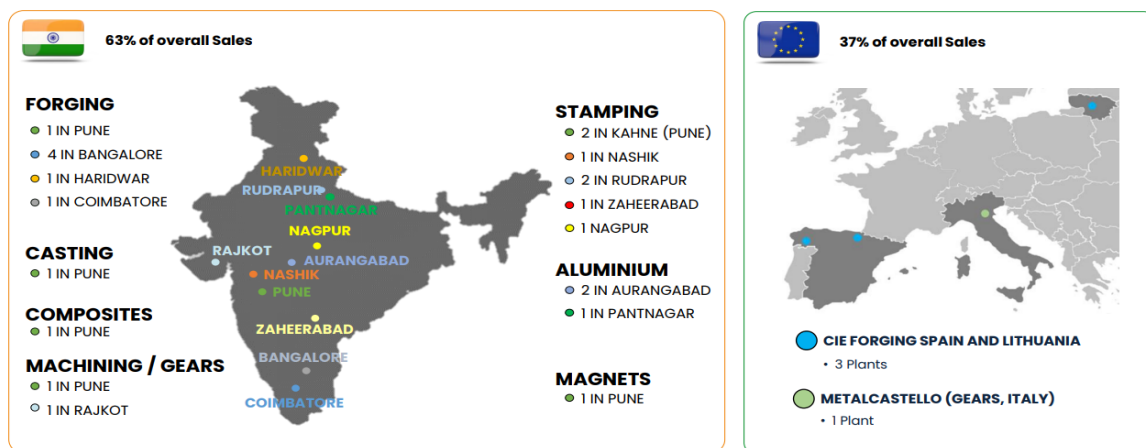 63% of overall Sales
FORGING
1 IN PUNE
4 IN BANGALORE
1 IN HARIDWAR
1 IN COIMBATORE
CASTING
1 IN PUNE
COMPOSITES
1 IN PUNE
MACHINING / GEARS
1 IN PUNE
1 IN RAJKOT
HARIDWAR
RUDRAPUR
PANTNAGAR
NAGPUR
RAJKOT
AURANGABAD
NASHIK
PUNE
ZAHEERABAD
BANGALORE
COIMBATORE
STAMPING
2 IN KAHNE (PUNE)
1 IN NASHIK
2 IN RUDRAPUR
1 IN ZAHEERABAD
1 NAGPUR
ALUMINIUM
2 IN AURANGABAD
1 IN PANTNAGAR
MAGNETS
1 IN PUNE
37% of overall Sales
CIE FORGING SPAIN AND LITHUANIA
• 3 Plants
METALCASTELLO (GEARS, ITALY)
• 1 Plant